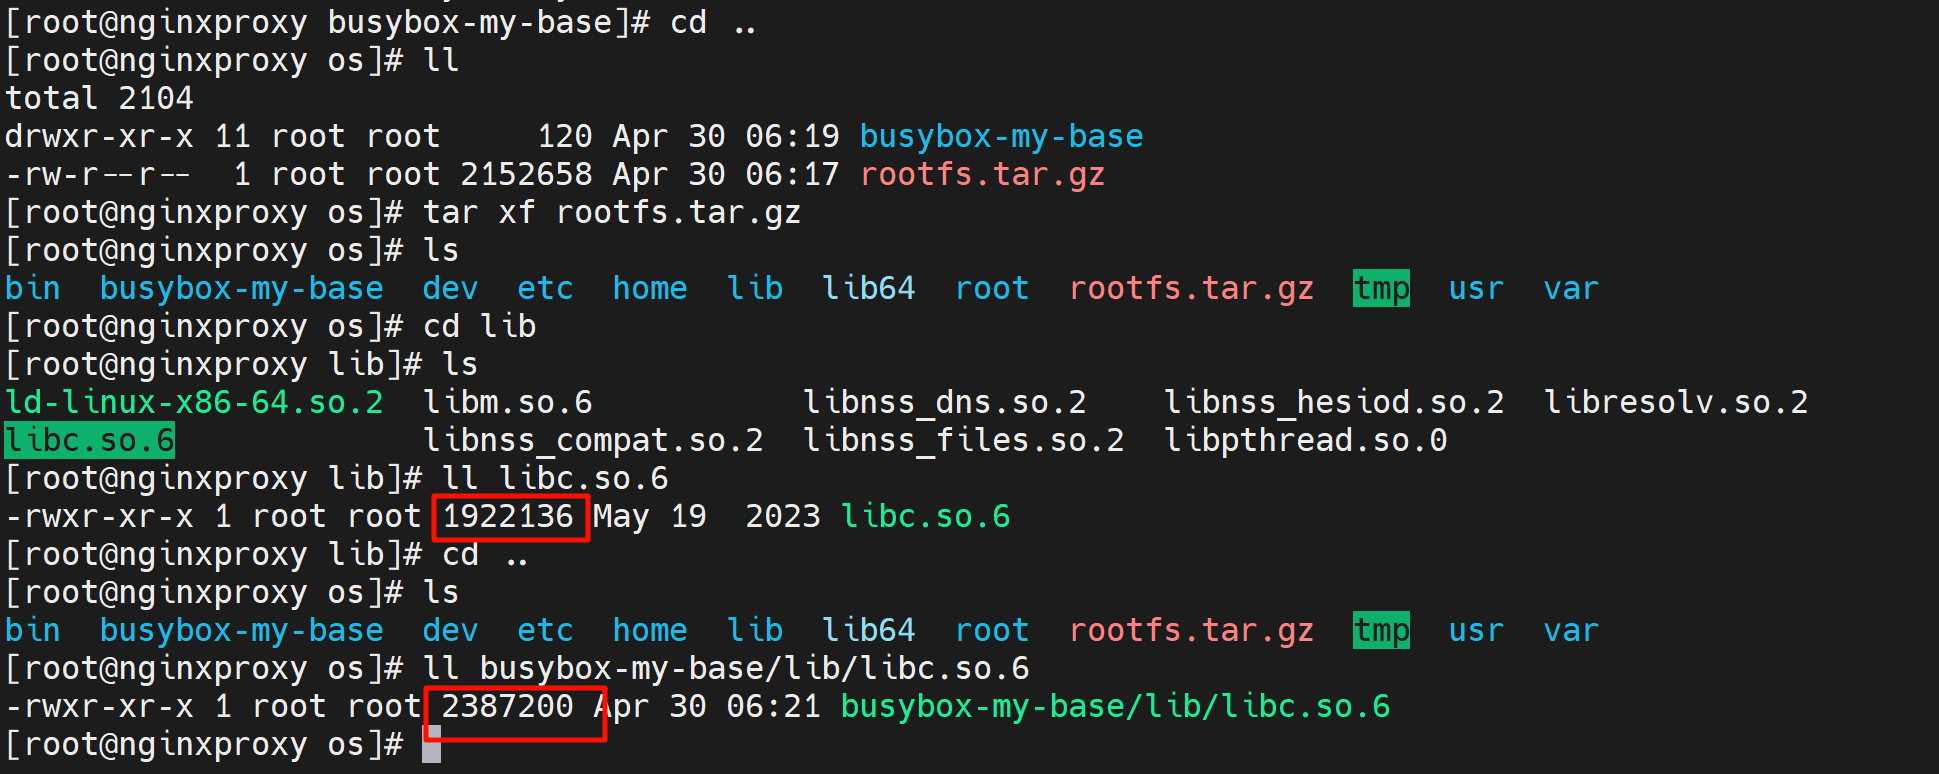 [root@nginxproxy busybox-my-base]# cd ..
[root@nginxproxy os]# ll
total 2104
drwxr-xr-x 11 root root     120 Apr 30 06:19 busybox-my-base
-rw-r--r--  1 root root 2152658 Apr 30 06:17 rootfs.tar.gz
[root@nginxproxy os]# tar xf rootfs.tar.gz
[root@nginxproxy os]# ls
bin  busybox-my-base  dev  etc  home  lib  lib64  root  rootfs.tar.gz  tmp  usr  var
[root@nginxproxy os]# cd lib
[root@nginxproxy lib]# ls
ld-linux-x86-64.so.2  libm.so.6           libnss_dns.so.2    libnss_hesiod.so.2  libresolv.so.2
libc.so.6             libnss_compat.so.2  libnss_files.so.2  libpthread.so.0
[root@nginxproxy lib]# ll libc.so.6
-rwxr-xr-x 1 root root 1922136 May 19  2023 libc.so.6
[root@nginxproxy lib]# cd ..
[root@nginxproxy os]# ls
bin  busybox-my-base  dev  etc  home  lib  lib64  root  rootfs.tar.gz  tmp  usr  var
[root@nginxproxy os]# ll busybox-my-base/lib/libc.so.6
-rwxr-xr-x 1 root root 2387200 Apr 30 06:21 busybox-my-base/lib/libc.so.6
[root@nginxproxy os]#